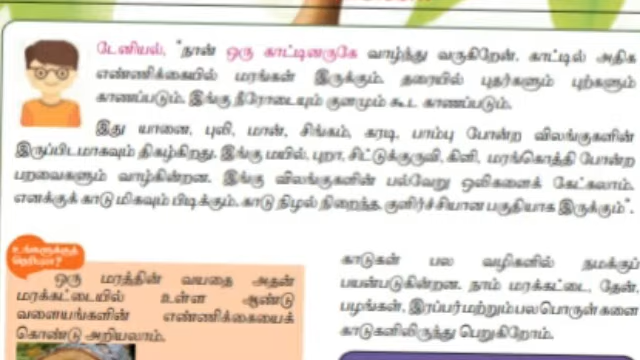 டேனியல், "நான் ஒரு காட்டினருகே வாழ்ந்து வருகிறேன். காட்டில் அதிக
எண்ணிக்கையில் மரங்கள் இருக்கும். தரையில் புதர்களும் புற்களும்
காணப்படும். இங்கு நீரோடையும் குளமும் கூட காணப்படும்.
இது யானை, புலி, மான், சிங்கம், கரடி, பாம்பு போன்ற விலங்குகளின்
இருப்பிடமாகவும் திகழ்கிறது. இங்கு மயில், புறா, சிட்டுக்குருவி, கிளி, மரங்கொத்தி போன்ற
பறவைகளும் வாழ்கின்றன. இங்கு விலங்குகளின் பல்வேறு ஒலிகளைக் கேட்கலாம்.
எனக்குக் காடு மிகவும் பிடிக்கும். காடு நிழல் நிறைந்த குளிர்ச்சியான பகுதியாக இருக்கும்".
உங்களுக்குத்
தெரியுமா?
ஒரு மரத்தின் வயதை அதன்
மரக்கட்டையில் உள்ள ஆண்டு
வளையங்களின் எண்ணிக்கையைக்
கொண்டு அறியலாம்.
காடுகள் பல வழிகளில் நமக்குப்
பயன்படுகின்றன. நாம் மரக்கட்டை, தேன்,
பழங்கள், இரப்பர் மற்றும் பல பொருள்களை
காடுகளிலிருந்து பெறுகிறோம்.